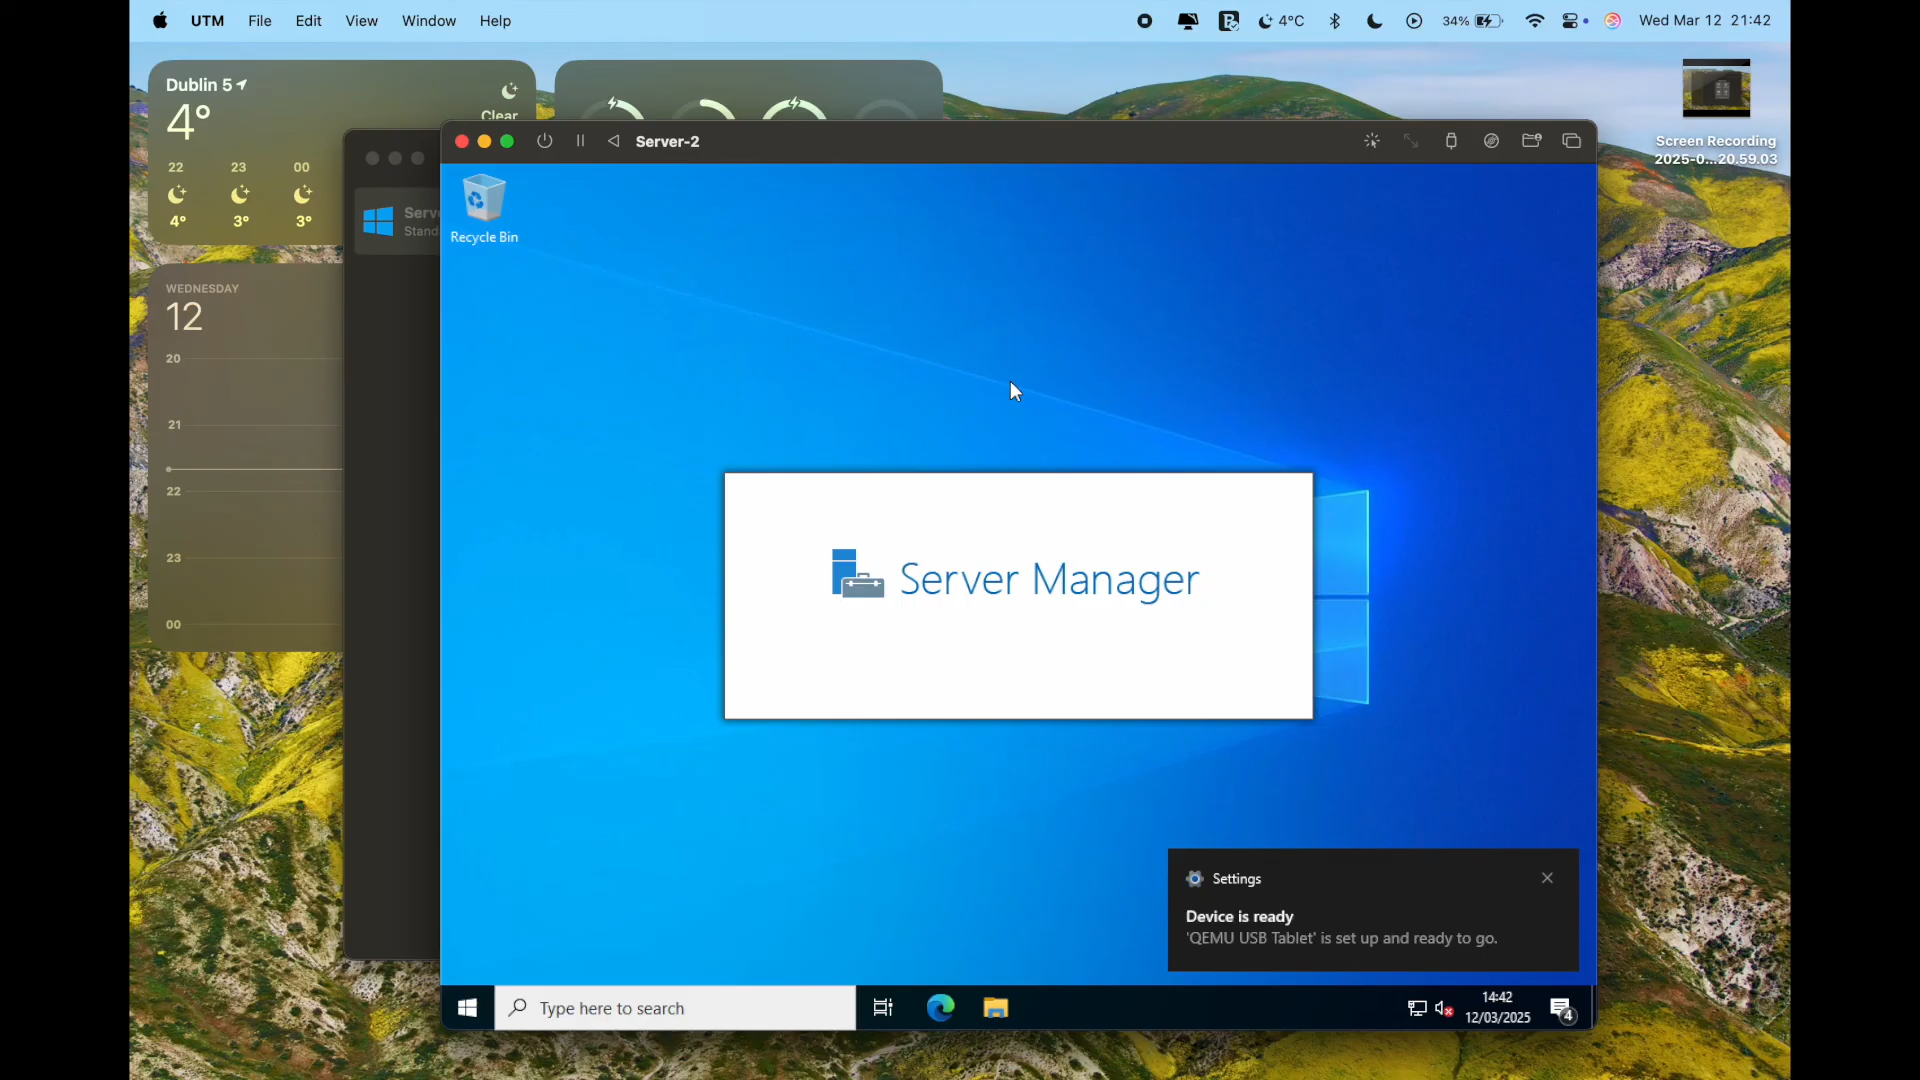 UTM File Edit View Window Help
4°C
34%
Wed Mar 12 21:42
Dublin 5
4°
Clear
22 23 00
4° 3° 3°
WEDNESDAY
12
20
21
22
23
00
Server-2
Recycle Bin
Server Manager
Settings
Device is ready
'QEMU USB Tablet' is set up and ready to go.
Type here to search
14:42
12/03/2025
4
Screen Recording
2025-0...20.59.03